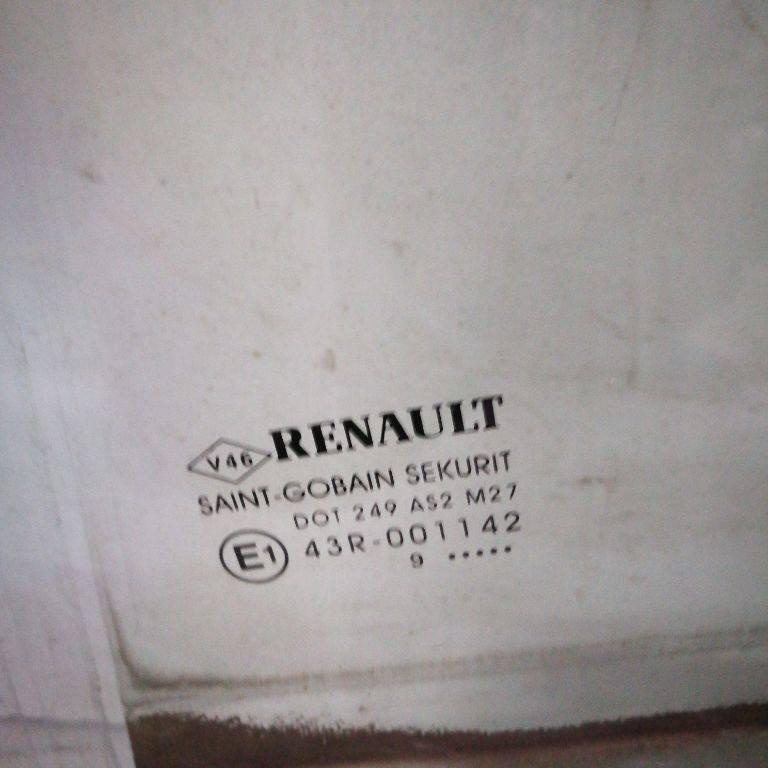 V46 RENAULT
SAINT-GOBAIN SEKURIT
DOT 249 AS2 M27
E1 43R-001142
9 •••••